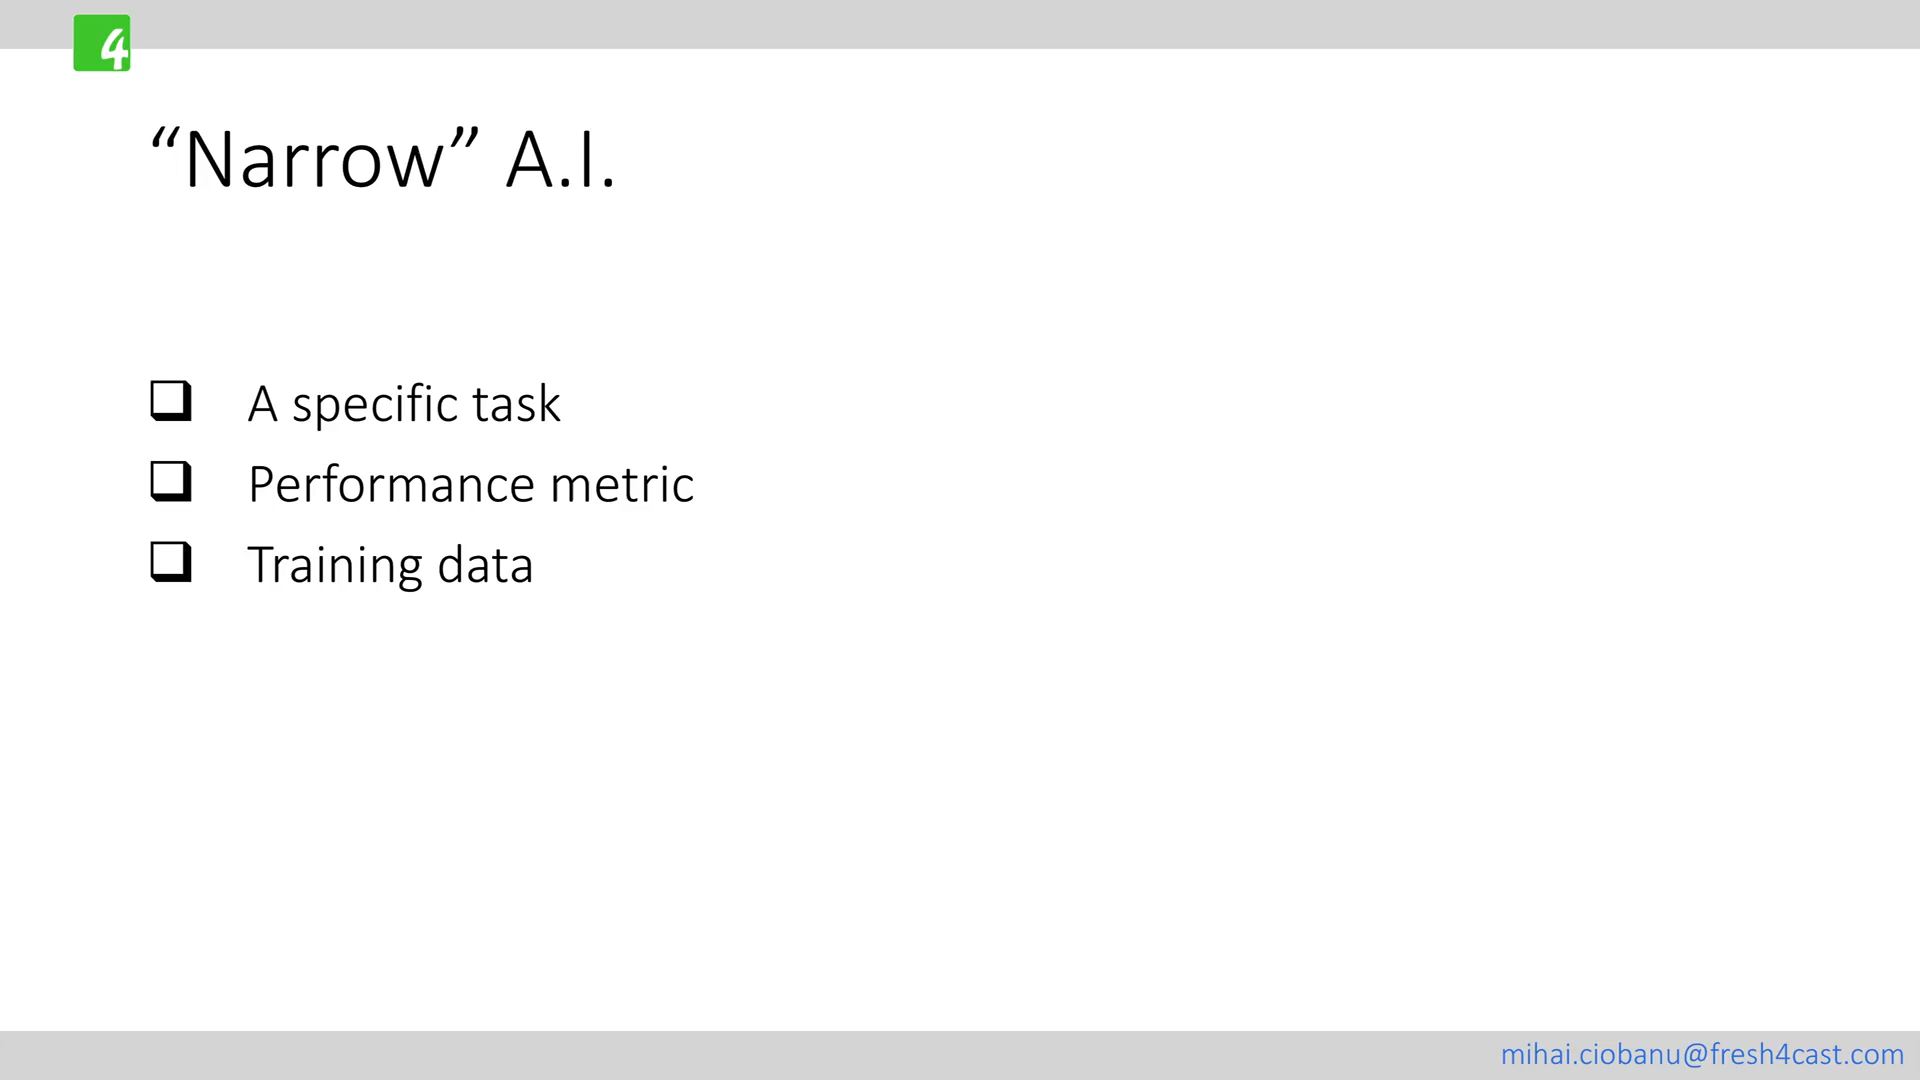 4
“Narrow” A.I.
❑ A specific task
❑ Performance metric
❑ Training data
mihai.ciobanu@fresh4cast.com